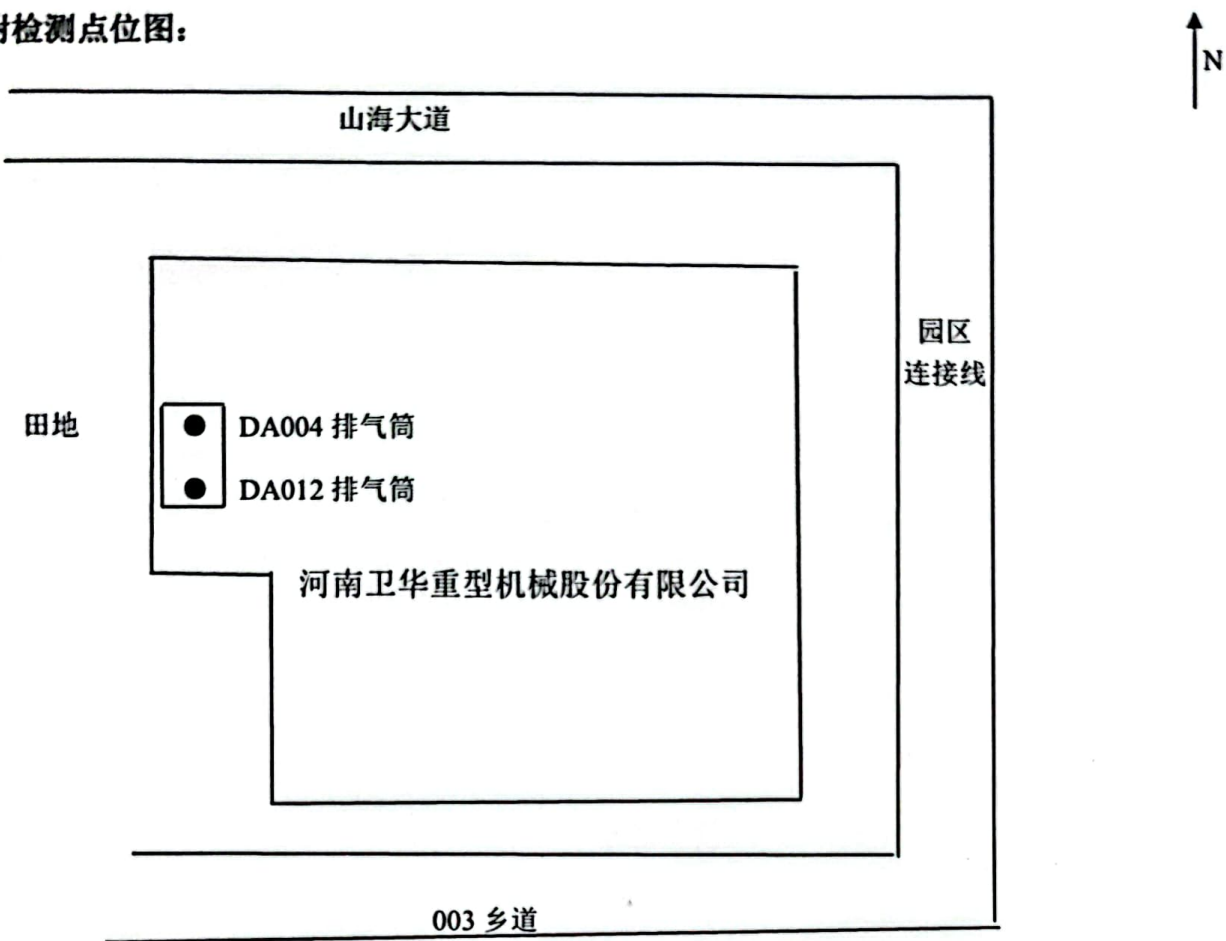 附检测点位图：
N
山海大道
园区
连接线
田地
DA004 排气筒
DA012 排气筒
河南卫华重型机械股份有限公司
003 乡道